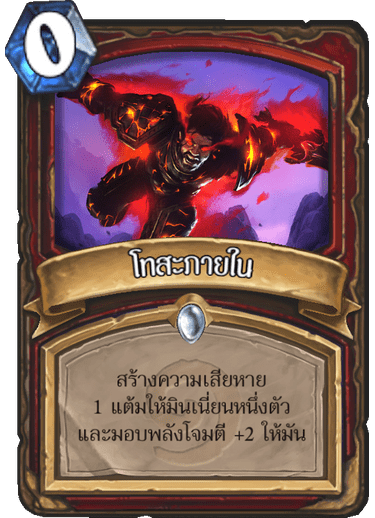 0
โทสะภายใน
สร้างความเสียหาย
1 แต้มให้มินเนี่ยนหนึ่งตัว
และมอบพลังโจมตี +2 ให้มัน